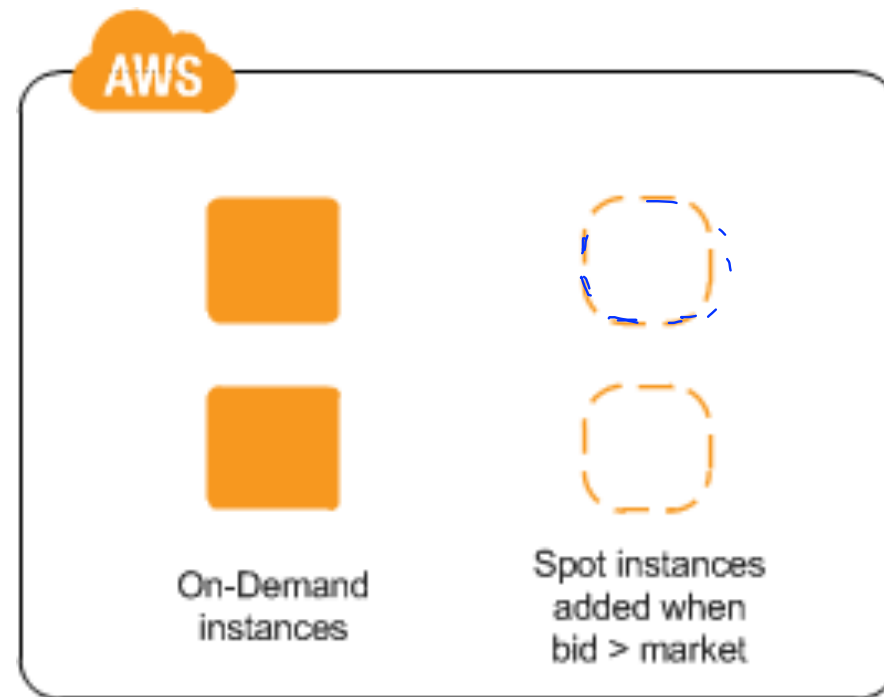 AWS
On-Demand
instances
Spot instances
added when
bid > market